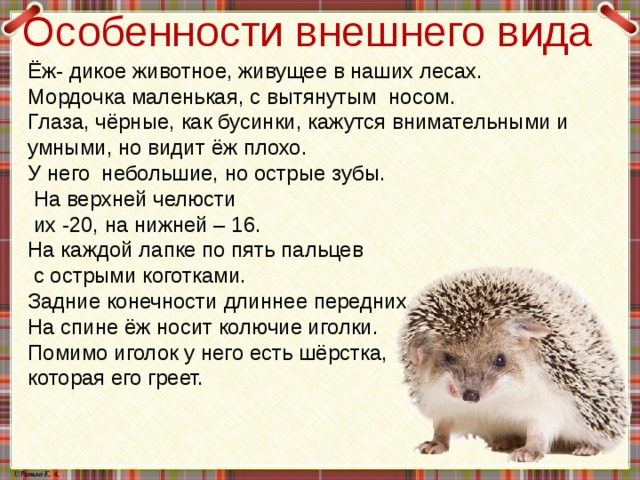 Особенности внешнего вида
Ёж- дикое животное, живущее в наших лесах.
Мордочка маленькая, с вытянутым носом.
Глаза, чёрные, как бусинки, кажутся внимательными и
умными, но видит ёж плохо.
У него небольшие, но острые зубы.
На верхней челюсти
их -20, на нижней – 16.
На каждой лапке по пять пальцев
с острыми коготками.
Задние конечности длиннее передних
На спине ёж носит колючие иголки.
Помимо иголок у него есть шёрстка,
которая его греет.